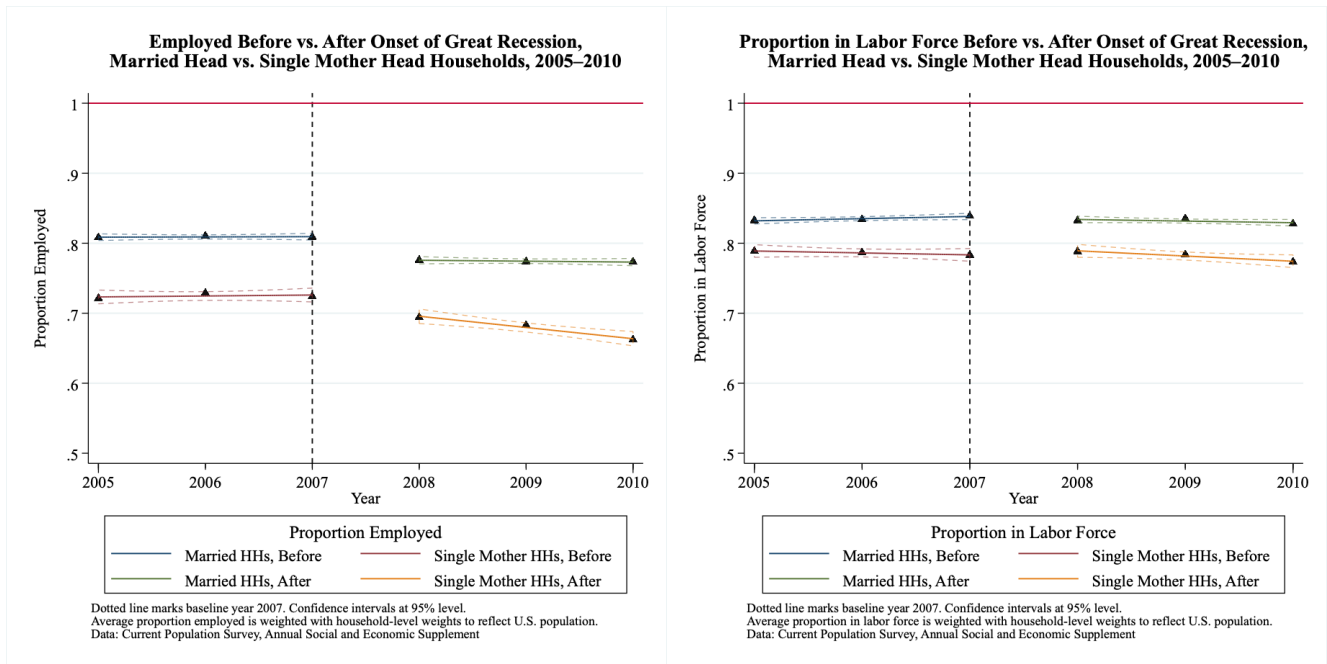 Employed Before vs. After Onset of Great Recession,
Married Head vs. Single Mother Head Households, 2005–2010
1
.9
.8
.7
.6
.5
Proportion Employed
2005 2006 2007 2008 2009 2010
Year
Proportion Employed
Married HHs, Before Single Mother HHs, Before
Married HHs, After Single Mother HHs, After
Dotted line marks baseline year 2007. Confidence intervals at 95% level.
Average proportion employed is weighted with household-level weights to reflect U.S. population.
Data: Current Population Survey, Annual Social and Economic Supplement
Proportion in Labor Force Before vs. After Onset of Great Recession,
Married Head vs. Single Mother Head Households, 2005–2010
1
.9
.8
.7
.6
.5
Proportion in Labor Force
2005 2006 2007 2008 2009 2010
Year
Proportion in Labor Force
Married HHs, Before Single Mother HHs, Before
Married HHs, After Single Mother HHs, After
Dotted line marks baseline year 2007. Confidence intervals at 95% level.
Average proportion in labor force is weighted with household-level weights to reflect U.S. population.
Data: Current Population Survey, Annual Social and Economic Supplement